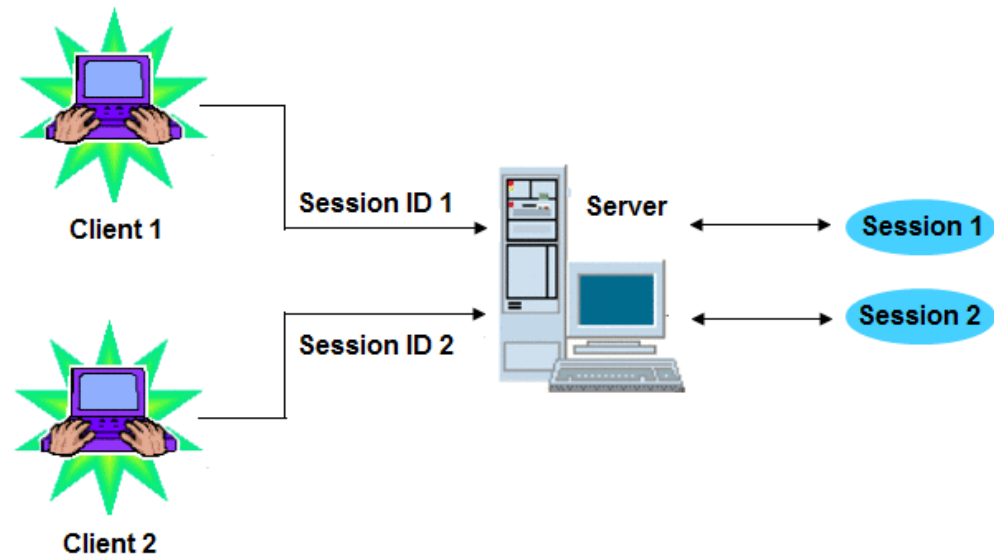 Client 1
Session ID 1
Server
Session 1
Session ID 2
Session 2
Client 2